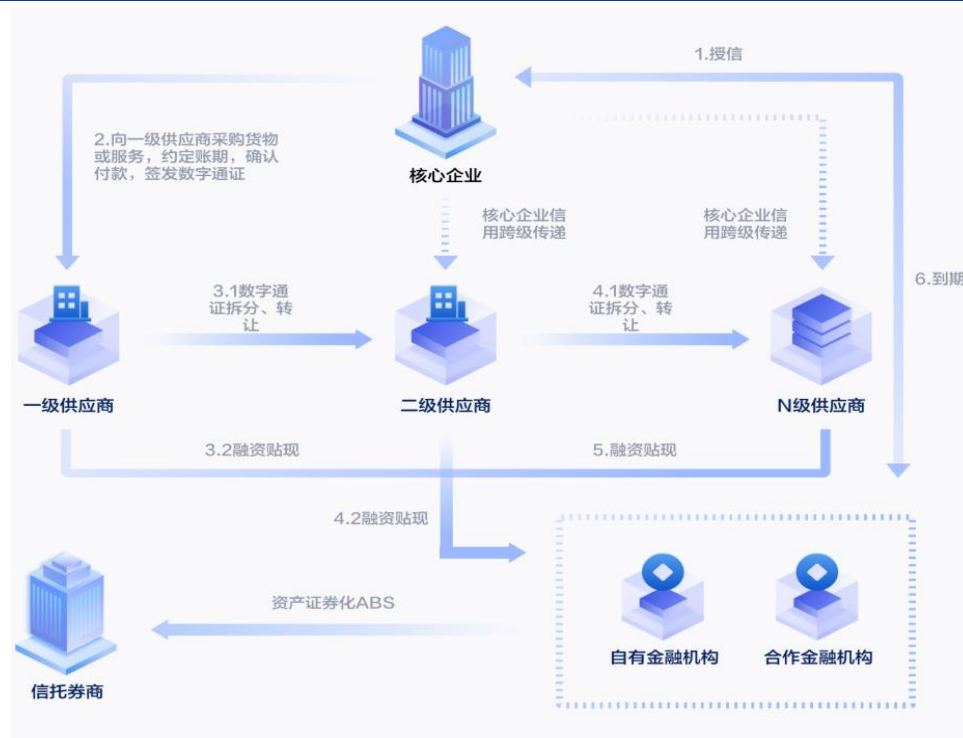 1.授信
2.向一级供应商采购货物
或服务，约定账期，确认
付款，签发数字通证
核心企业
核心企业信
用跨级传递
核心企业信
用跨级传递
6.到期
3.1数字通
证拆分、转
让
4.1数字通
证拆分、转
让
一级供应商
二级供应商
N级供应商
3.2融资贴现
5.融资贴现
4.2融资贴现
资产证券化ABS
自有金融机构
合作金融机构
信托券商